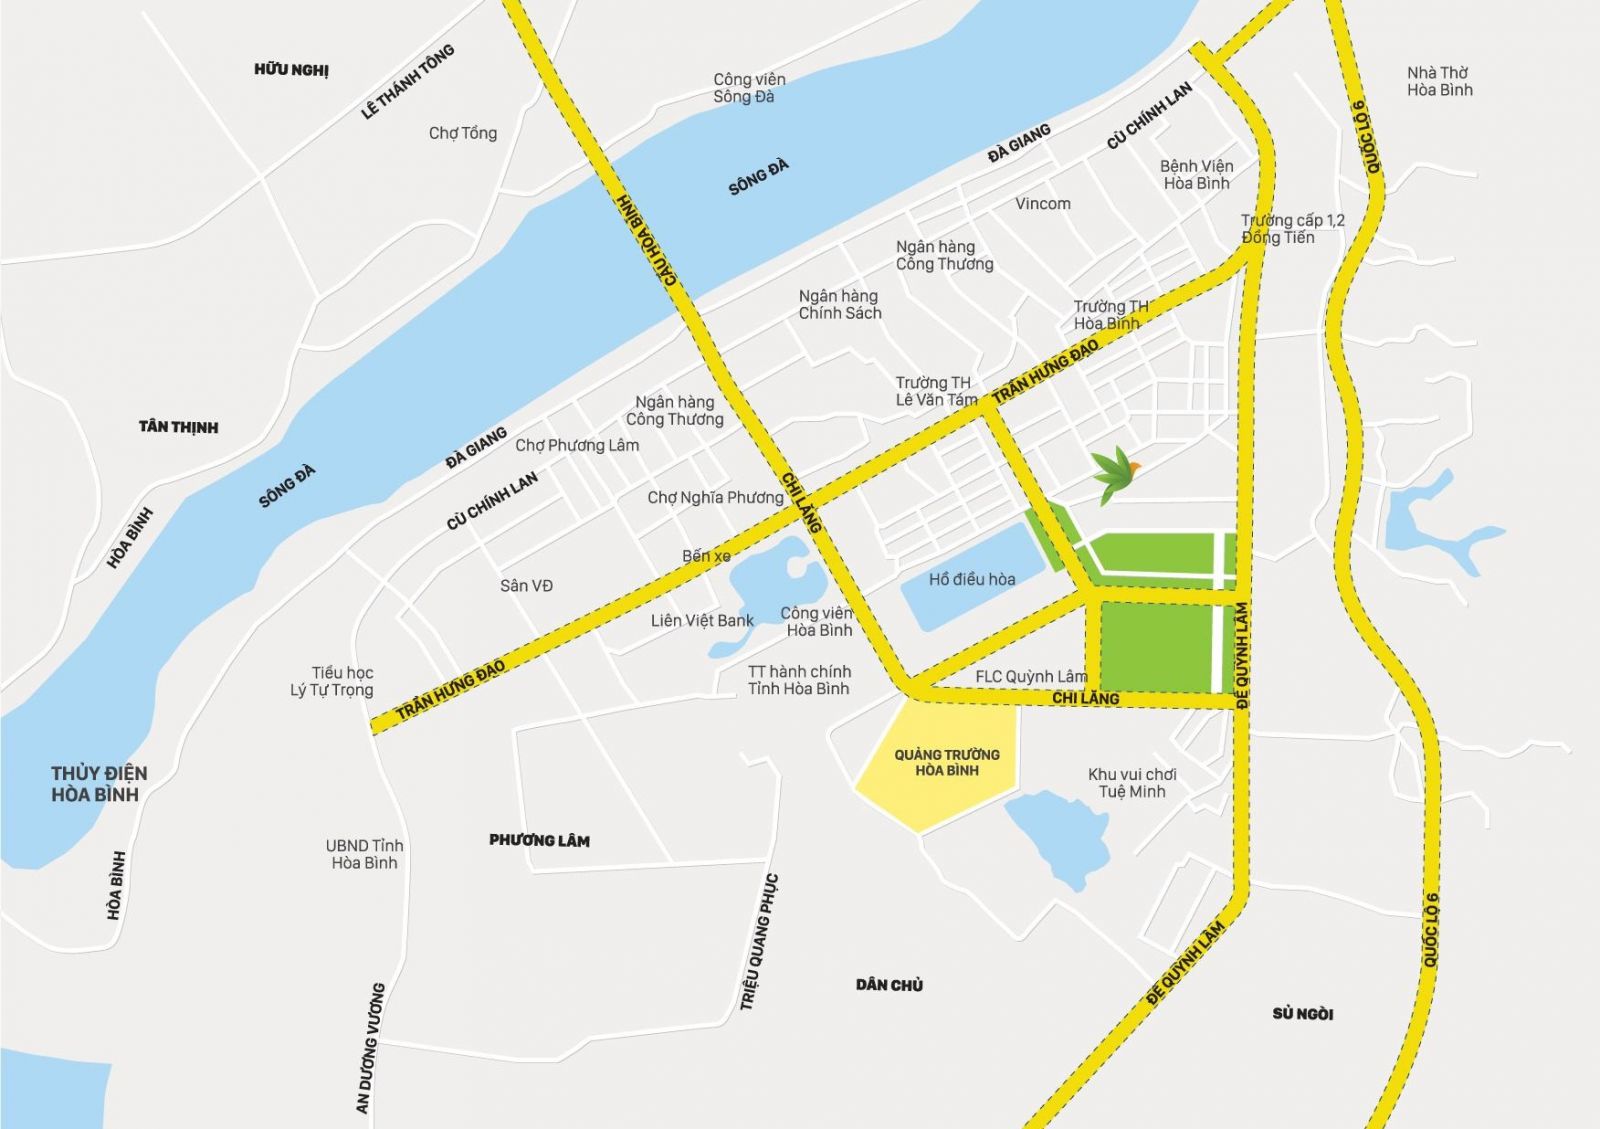 HỮU NGHỊ
LÊ THÁNH TÔNG
Chợ Tổng
Công viên
Sông Đà
SÔNG ĐÀ
ĐÀ GIANG
CÙ CHÍNH LAN
QUỐC LỘ 6
Nhà Thờ
Hòa Bình
Bệnh Viện
Hòa Bình
Vincom
Trường cấp 1,2
Đồng Tiến
CẦU HÒA BÌNH
Ngân hàng
Công Thương
Ngân hàng
Chính Sách
Trường TH
Hòa Bình
TRẦN HƯNG ĐẠO
Trường TH
Lê Văn Tám
Ngân hàng
Công Thương
TÂN THỊNH
ĐÀ GIANG
Chợ Phương Lâm
SÔNG ĐÀ
CÙ CHÍNH LAN
Chợ Nghĩa Phương
CHI LĂNG
HÒA BÌNH
Bến xe
Sân VĐ
Hồ điều hòa
Liên Việt Bank
Công viên
Hòa Bình
ĐÊ QUỲNH LÂM
Tiểu học
Lý Tự Trọng
TRẦN HƯNG ĐẠO
TT hành chính
Tỉnh Hòa Bình
FLC Quỳnh Lâm
CHI LĂNG
QUẢNG TRƯỜNG
HÒA BÌNH
THỦY ĐIỆN
HÒA BÌNH
Khu vui chơi
Tuệ Minh
UBND Tỉnh
Hòa Bình
PHƯƠNG LÂM
HÒA BÌNH
TRIỆU QUANG PHỤC
QUỐC LỘ 6
ĐÊ QUỲNH LÂM
DÂN CHỦ
SỦ NGÒI
AN DƯƠNG VƯƠNG